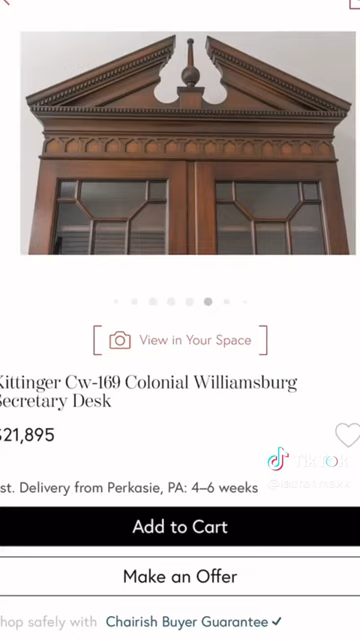 View in Your Space
Kittinger Cw-169 Colonial Williamsburg
Secretary Desk
$21,895
st. Delivery from Perkasie, PA: 4–6 weeks
TikTok
Add to Cart
Make an Offer
hop safely with Chairish Buyer Guarantee